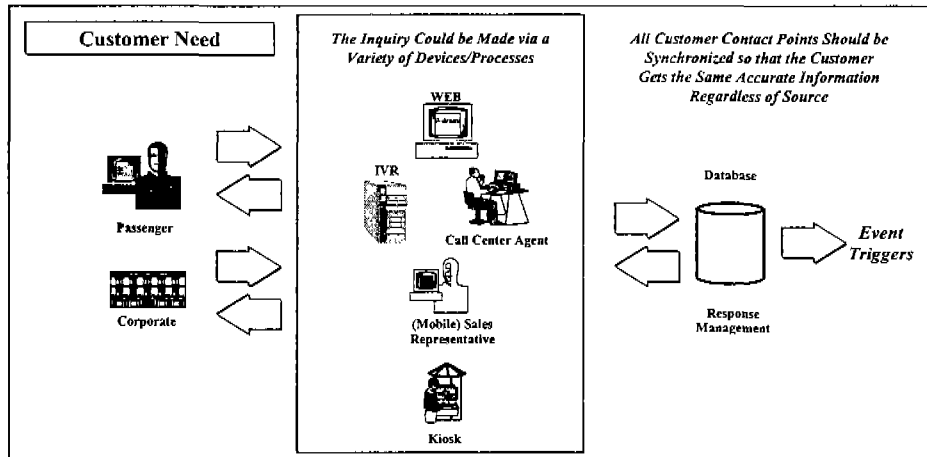 Customer Need
Passenger
Corporate
The Inquiry Could be Made via a
Variety of Devices/Processes
WEB
IVR
Call Center Agent
(Mobile) Sales
Representative
Kiosk
All Customer Contact Points Should be
Synchronized so that the Customer
Gets the Same Accurate Information
Regardless of Source
Database
Response
Management
Event
Triggers